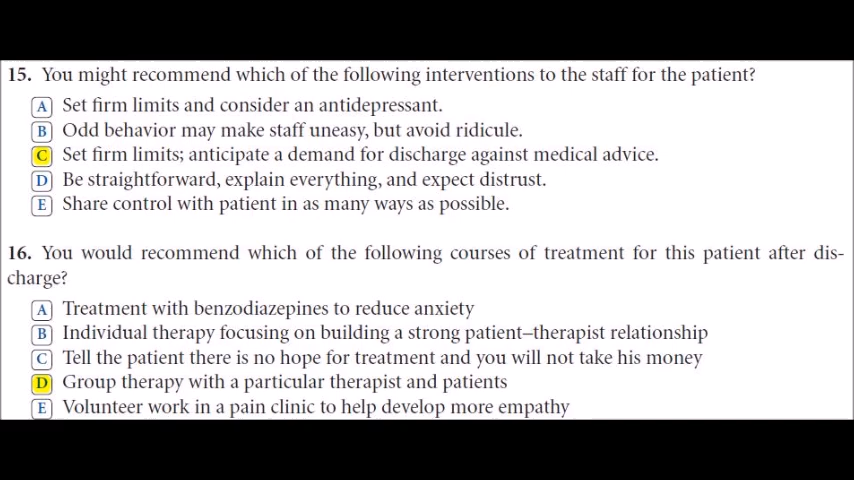 15. You might recommend which of the following interventions to the staff for the patient?
A Set firm limits and consider an antidepressant.
B Odd behavior may make staff uneasy, but avoid ridicule.
C Set firm limits; anticipate a demand for discharge against medical advice.
D Be straightforward, explain everything, and expect distrust.
E Share control with patient in as many ways as possible.
16. You would recommend which of the following courses of treatment for this patient after dis-
charge?
A Treatment with benzodiazepines to reduce anxiety
B Individual therapy focusing on building a strong patient–therapist relationship
C Tell the patient there is no hope for treatment and you will not take his money
D Group therapy with a particular therapist and patients
E Volunteer work in a pain clinic to help develop more empathy